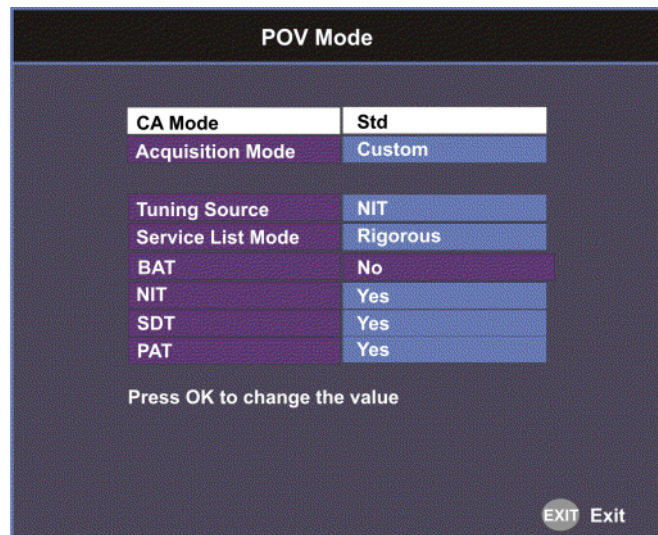 POV Mode
CA Mode Std
Acquisition Mode Custom
Tuning Source NIT
Service List Mode Rigorous
BAT No
NIT Yes
SDT Yes
PAT Yes
Press OK to change the value
EXIT Exit